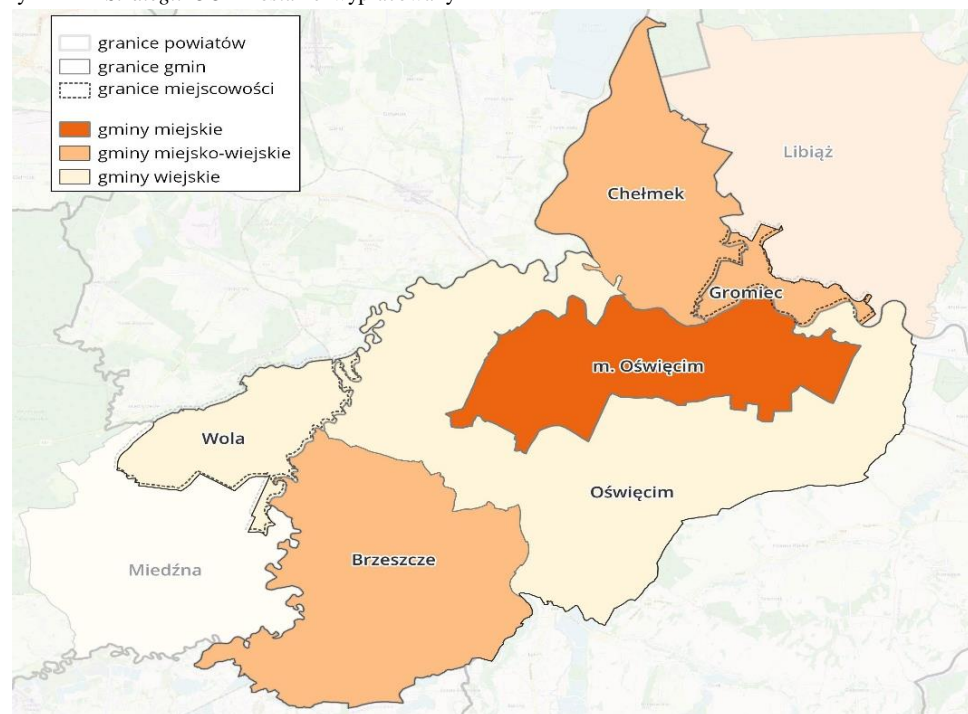 granice powiatów
granice gmin
granice miejscowości
gminy miejskie
gminy miejsko-wiejskie
gminy wiejskie
Libiąż
Chełmek
Gromiec
m. Oświęcim
Wola
Oświęcim
Brzeszcze
Miedźna